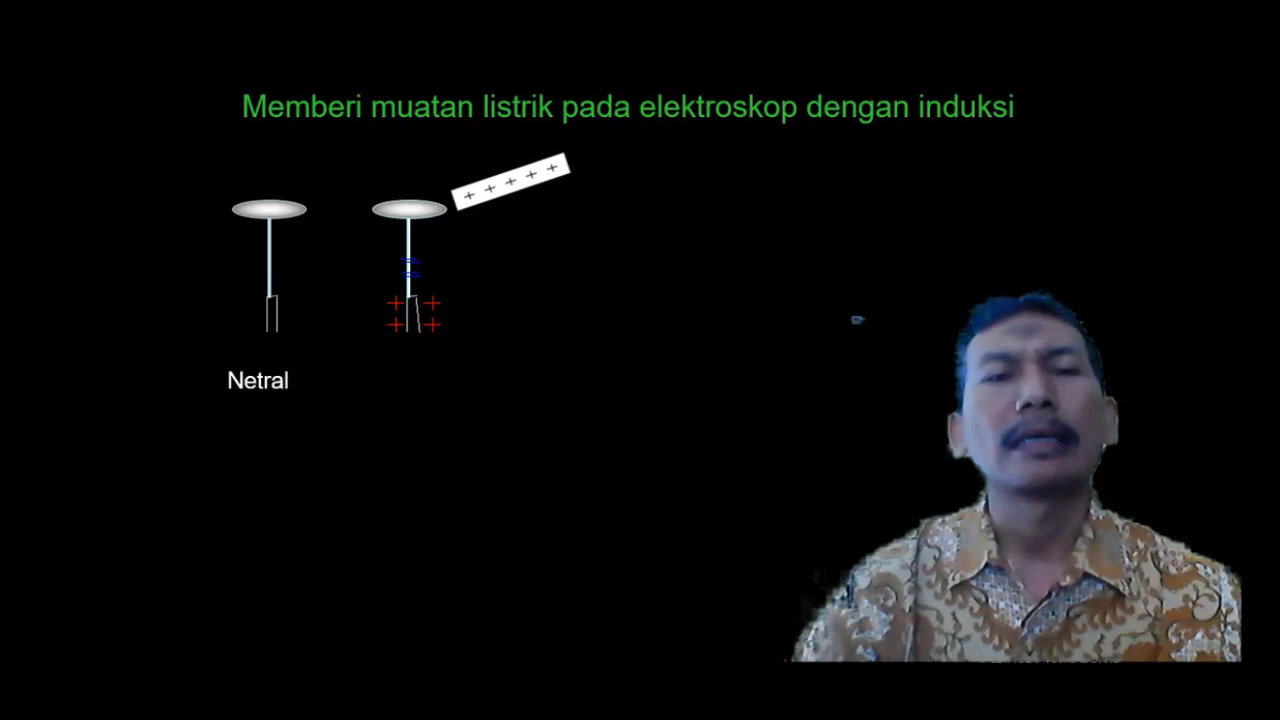 Memberi muatan listrik pada elektroskop dengan induksi
+ + + + +
+ +
+ +
Netral